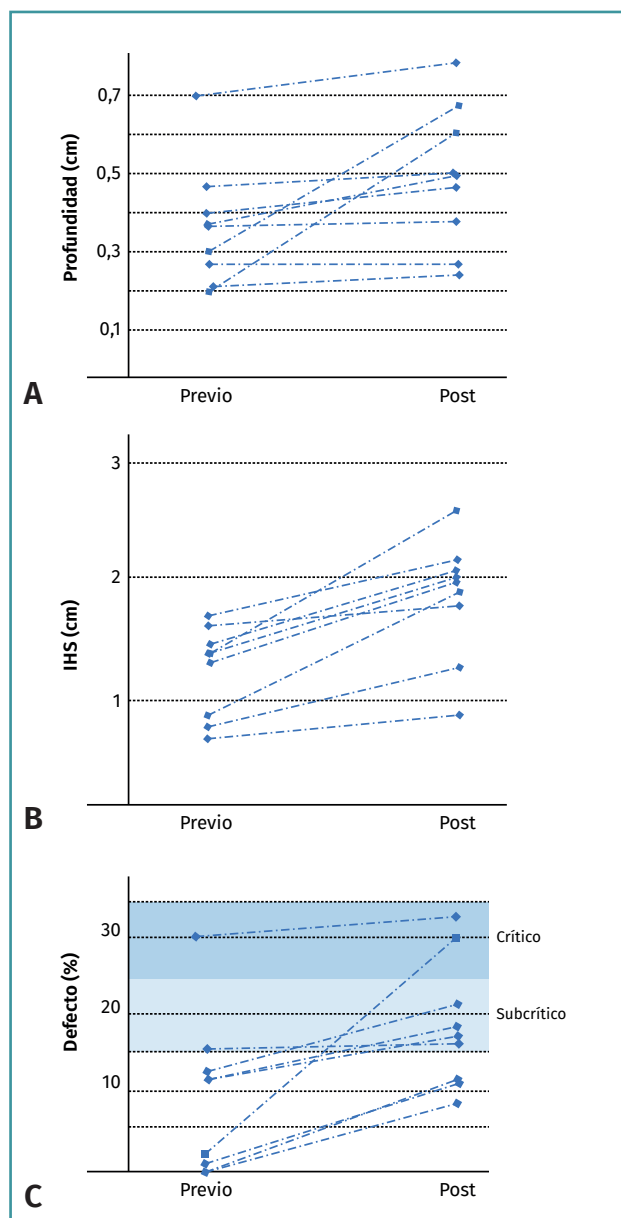 0,7
0,5
0,3
0,1
Profundidad (cm)
Previo
Post
A
3
2
1
IHS (cm)
Previo
Post
B
30
20
10
Defecto (%)
Crítico
Subcrítico
Previo
Post
C